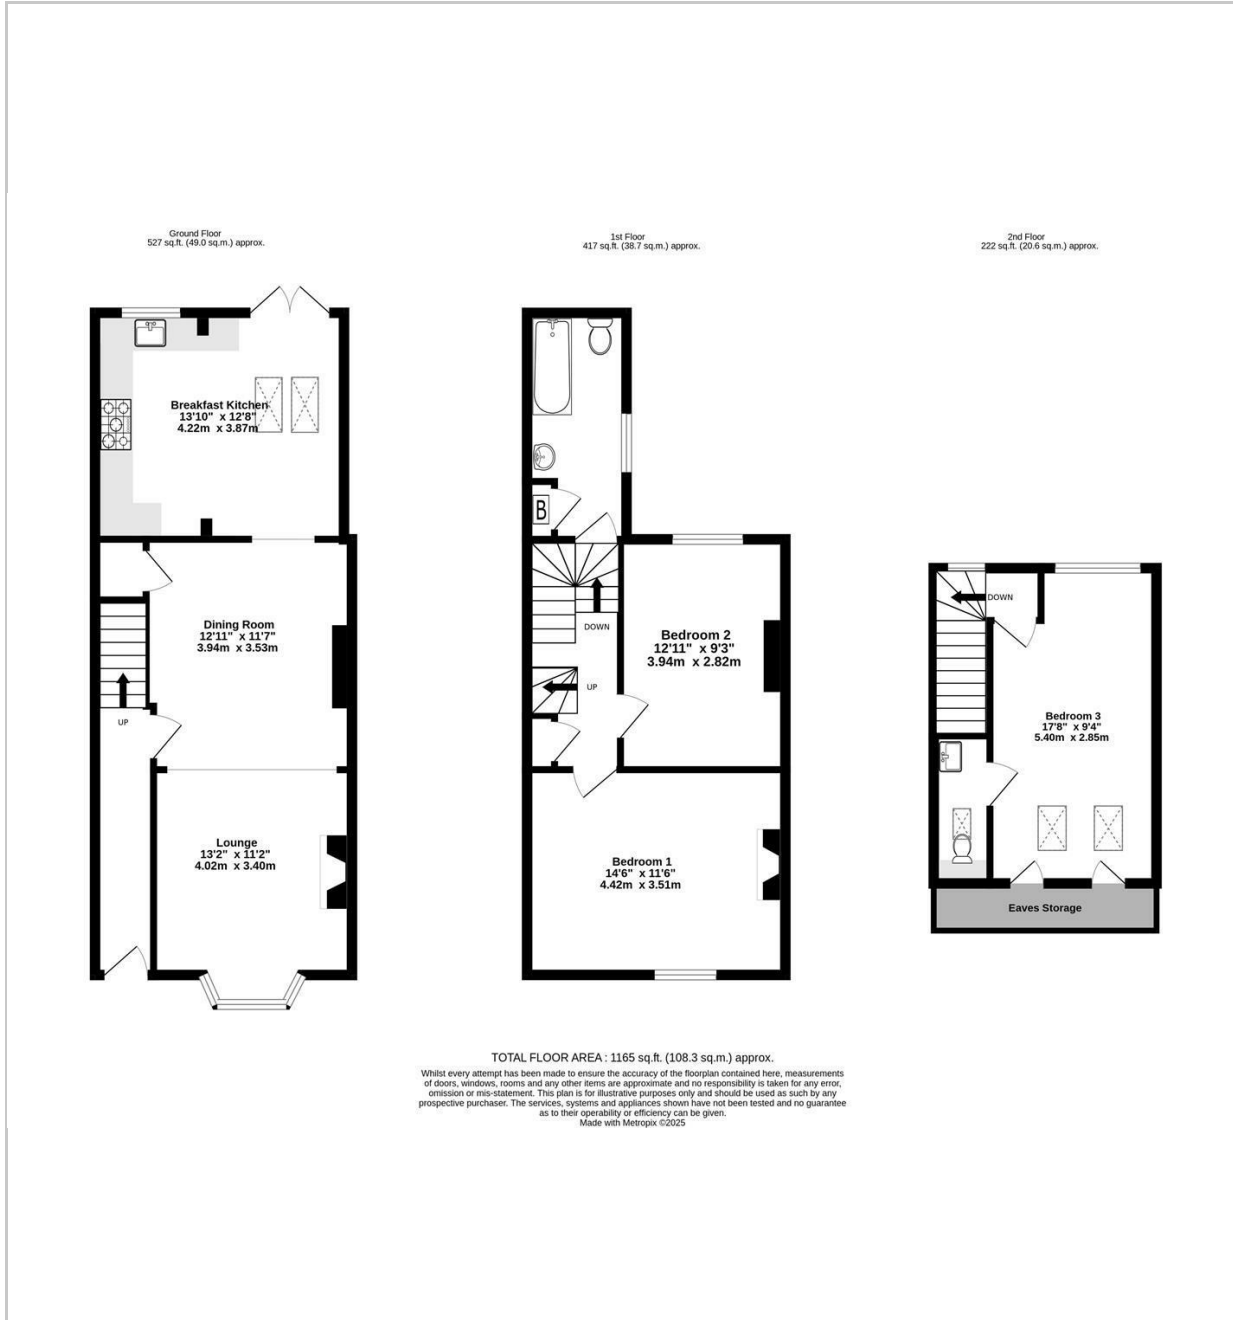 Ground Floor
527 sq.ft. (49.0 sq.m.) approx.
1st Floor
417 sq.ft. (38.7 sq.m.) approx.
2nd Floor
222 sq.ft. (20.6 sq.m.) approx.
Breakfast Kitchen
13'10" x 12'8"
4.22m x 3.87m
Dining Room
12'11" x 11'7"
3.94m x 3.53m
UP
Lounge
13'2" x 11'2"
4.02m x 3.40m
B
DOWN
UP
Bedroom 2
12'11" x 9'3"
3.94m x 2.82m
Bedroom 1
14'6" x 11'6"
4.42m x 3.51m
DOWN
Bedroom 3
17'8" x 9'4"
5.40m x 2.85m
Eaves Storage
TOTAL FLOOR AREA : 1165 sq.ft. (108.3 sq.m.) approx.
Whilst every attempt has been made to ensure the accuracy of the floorplan contained here, measurements
of doors, windows, rooms and any other items are approximate and no responsibility is taken for any error,
omission or mis-statement. This plan is for illustrative purposes only and should be used as such by any
prospective purchaser. The services, systems and appliances shown have not been tested and no guarantee
as to their operability or efficiency can be given.
Made with Metropix ©2025